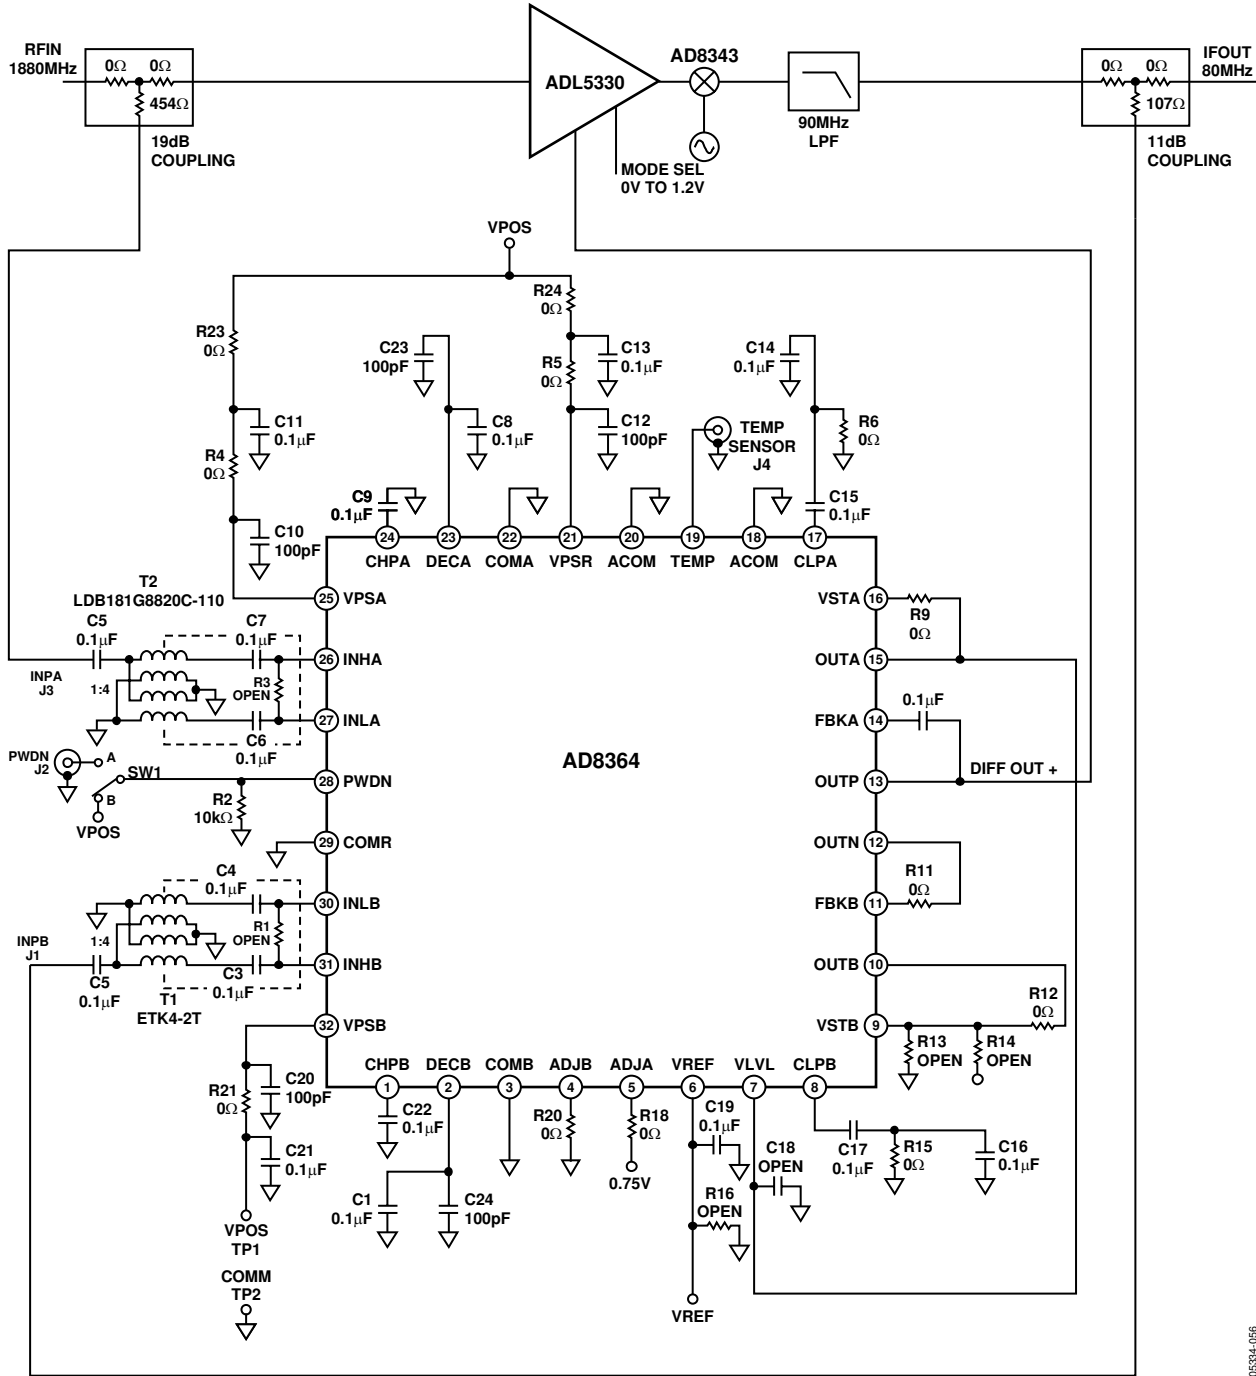 RFIN
1880MHz
0Ω 0Ω
454Ω
19dB
COUPLING
ADL5330
AD8343
MODE SEL
0V TO 1.2V
90MHz
LPF
0Ω 0Ω
107Ω
11dB
COUPLING
IFOUT
80MHz
VPOS
R23
0Ω
C11
0.1µF
R4
0Ω
C10
100pF
C23
100pF
C8
0.1µF
C9
0.1µF
R24
0Ω
C13
0.1µF
R5
0Ω
C12
100pF
TEMP
SENSOR
J4
C14
0.1µF
R6
0Ω
C15
0.1µF
24 23 22 21 20 19 18 17
CHPA DECA COMA VPSR ACOM TEMP ACOM CLPA
T2
LDB181G8820C-110
C5
0.1µF
C7
0.1µF
INPA
J3
1:4
R3
OPEN
C6
0.1µF
PWDN
J2
A
SW1
B
VPOS
R2
10kΩ
C4
0.1µF
INPB
J1
1:4
R1
OPEN
C5
0.1µF
C3
0.1µF
T1
ETK4-2T
25 VPSA
26 INHA
27 INLA
28 PWDN
29 COMR
30 INLB
31 INHB
32 VPSB
AD8364
VSTA 16
OUTA 15
FBKA 14
OUTP 13
OUTN 12
FBKB 11
OUTB 10
VSTB 9
R9
0Ω
0.1µF
DIFF OUT +
R11
0Ω
R12
0Ω
R13
OPEN
R14
OPEN
CHPB DECB COMB ADJB ADJA VREF VLVL CLPB
1 2 3 4 5 6 7 8
R21
0Ω
C20
100pF
C21
0.1µF
VPOS
TP1
COMM
TP2
C22
0.1µF
C1
0.1µF
C24
100pF
R20
0Ω
R18
0Ω
0.75V
C19
0.1µF
R16
OPEN
VREF
C18
OPEN
C17
0.1µF
R15
0Ω
C16
0.1µF
05334-056